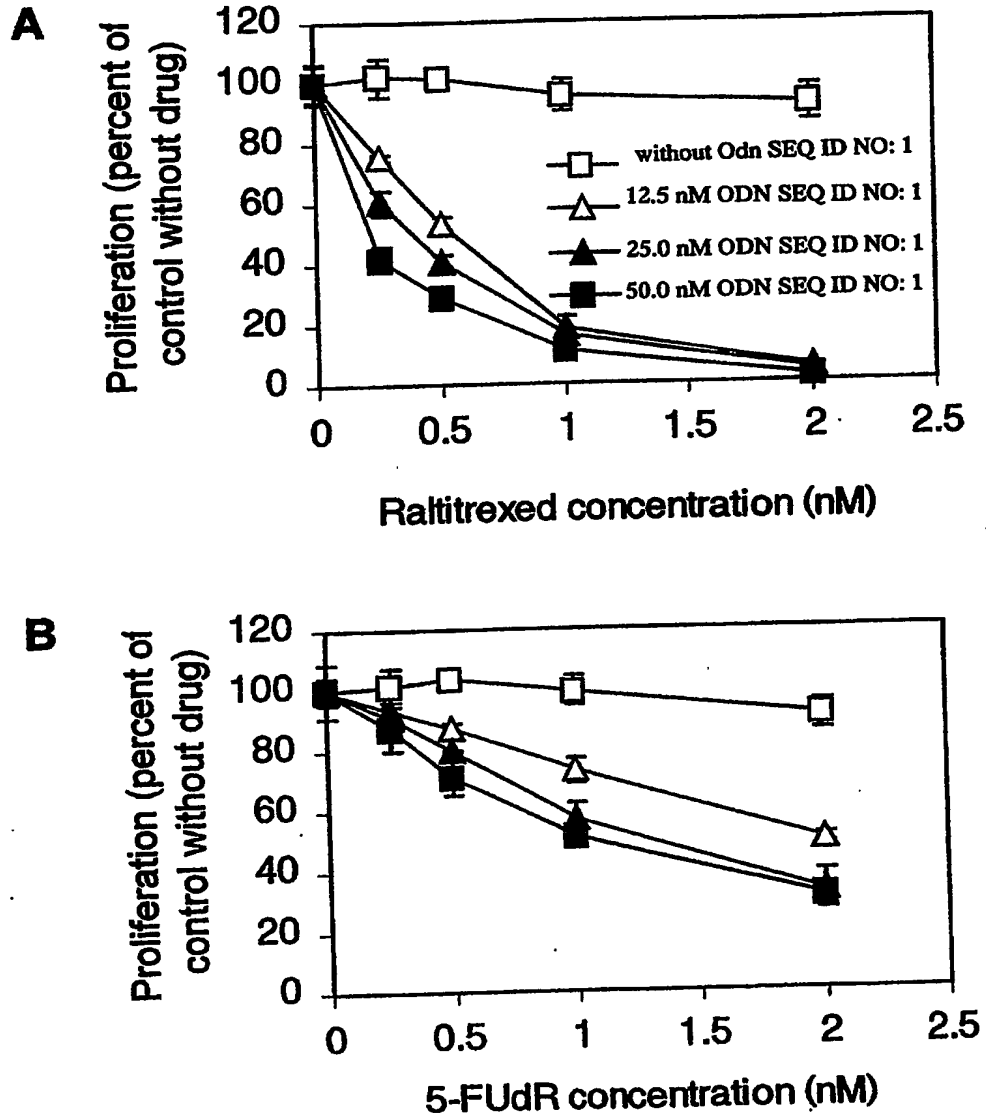 A
Proliferation (percent of
control without drug)
120
100
80
60
40
20
0
without Odn SEQ ID NO: 1
12.5 nM ODN SEQ ID NO: 1
25.0 nM ODN SEQ ID NO: 1
50.0 nM ODN SEQ ID NO: 1
0 0.5 1 1.5 2 2.5
Raltitrexed concentration (nM)
B
Proliferation (percent of
control without drug)
120
100
80
60
40
20
0
0 0.5 1 1.5 2 2.5
5-FUdR concentration (nM)